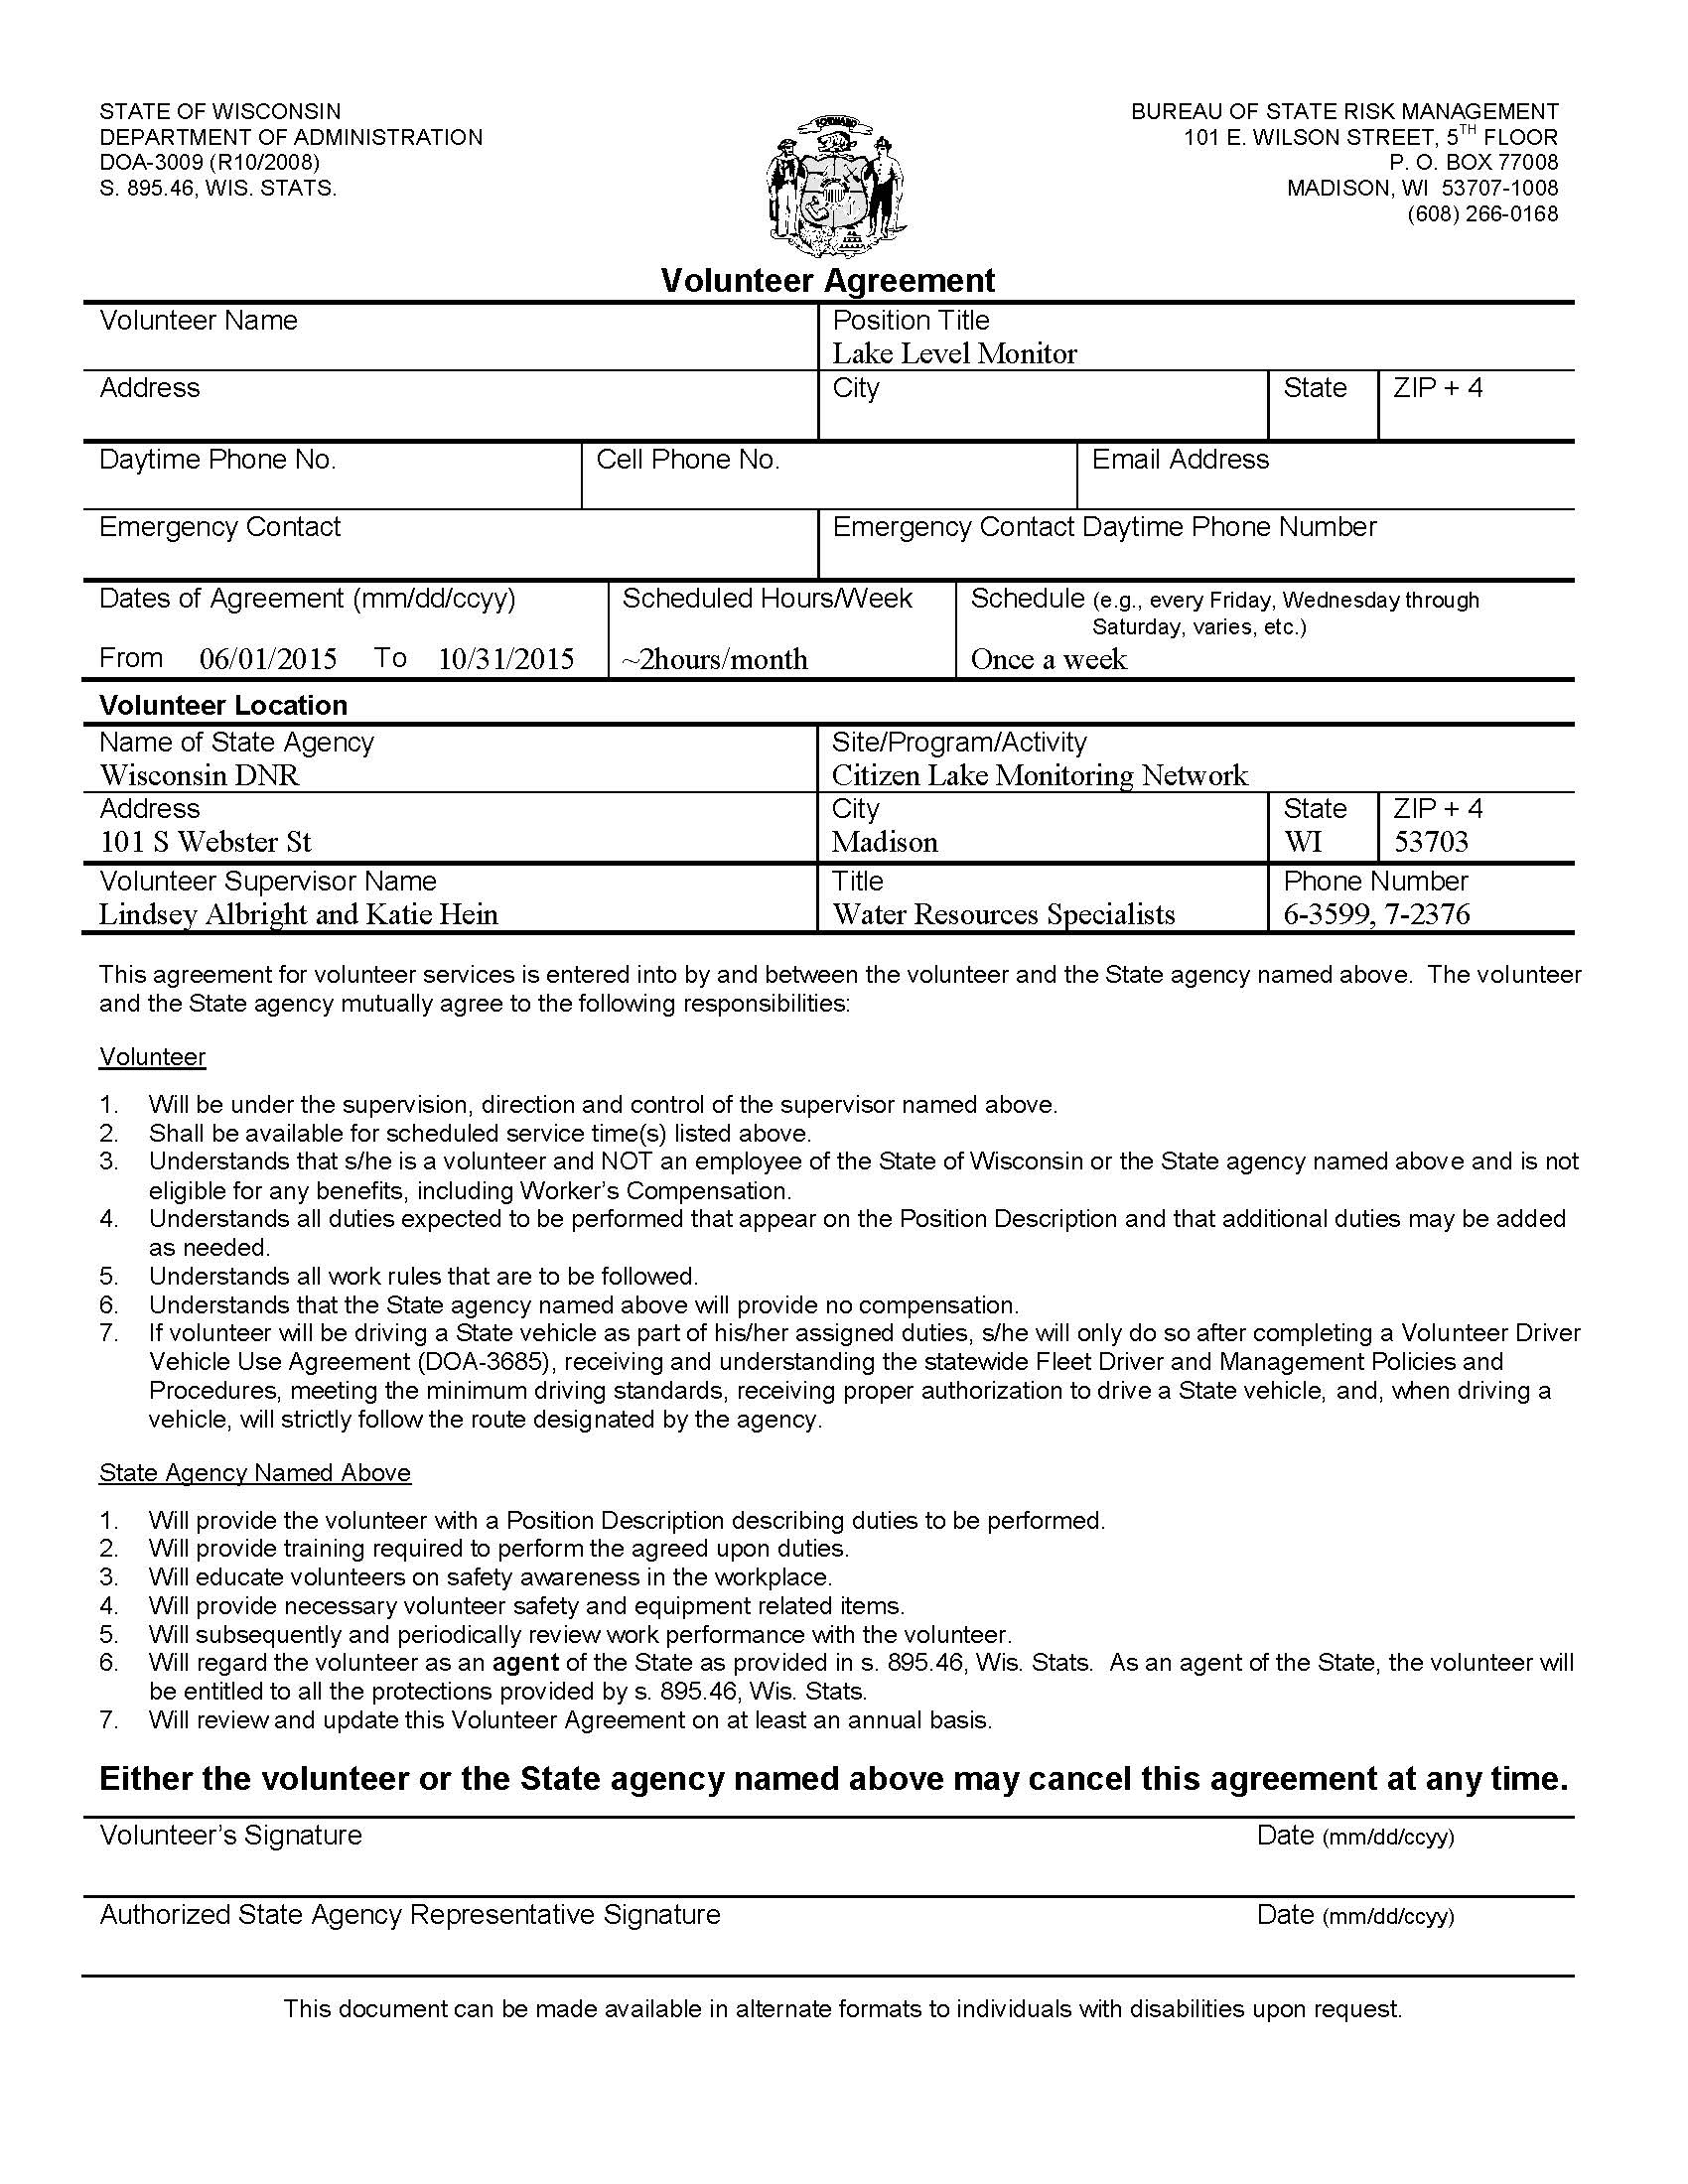 STATE OF WISCONSIN
DEPARTMENT OF ADMINISTRATION
DOA-3009 (R10/2008)
S. 895.46, WIS. STATS.
FORWARD
BUREAU OF STATE RISK MANAGEMENT
101 E. WILSON STREET, 5TH FLOOR
P. O. BOX 77008
MADISON, WI  53707-1008
(608) 266-0168
Volunteer Agreement
Volunteer Name
Position Title
Lake Level Monitor
Address
City
State
ZIP + 4
Daytime Phone No.
Cell Phone No.
Email Address
Emergency Contact
Emergency Contact Daytime Phone Number
Dates of Agreement (mm/dd/ccyy)
From 06/01/2015 To 10/31/2015
Scheduled Hours/Week
~2hours/month
Schedule (e.g., every Friday, Wednesday through
Saturday, varies, etc.)
Once a week
Volunteer Location
Name of State Agency
Wisconsin DNR
Site/Program/Activity
Citizen Lake Monitoring Network
Address
101 S Webster St
City
Madison
State
WI
ZIP + 4
53703
Volunteer Supervisor Name
Lindsey Albright and Katie Hein
Title
Water Resources Specialists
Phone Number
6-3599, 7-2376
This agreement for volunteer services is entered into by and between the volunteer and the State agency named above.  The volunteer
and the State agency mutually agree to the following responsibilities:
Volunteer
1. Will be under the supervision, direction and control of the supervisor named above.
2. Shall be available for scheduled service time(s) listed above.
3. Understands that s/he is a volunteer and NOT an employee of the State of Wisconsin or the State agency named above and is not
eligible for any benefits, including Worker's Compensation.
4. Understands all duties expected to be performed that appear on the Position Description and that additional duties may be added
as needed.
5. Understands all work rules that are to be followed.
6. Understands that the State agency named above will provide no compensation.
7. If volunteer will be driving a State vehicle as part of his/her assigned duties, s/he will only do so after completing a Volunteer Driver
Vehicle Use Agreement (DOA-3685), receiving and understanding the statewide Fleet Driver and Management Policies and
Procedures, meeting the minimum driving standards, receiving proper authorization to drive a State vehicle, and, when driving a
vehicle, will strictly follow the route designated by the agency.
State Agency Named Above
1. Will provide the volunteer with a Position Description describing duties to be performed.
2. Will provide training required to perform the agreed upon duties.
3. Will educate volunteers on safety awareness in the workplace.
4. Will provide necessary volunteer safety and equipment related items.
5. Will subsequently and periodically review work performance with the volunteer.
6. Will regard the volunteer as an agent of the State as provided in s. 895.46, Wis. Stats.  As an agent of the State, the volunteer will
be entitled to all the protections provided by s. 895.46, Wis. Stats.
7. Will review and update this Volunteer Agreement on at least an annual basis.
Either the volunteer or the State agency named above may cancel this agreement at any time.
Volunteer's Signature
Date (mm/dd/ccyy)
Authorized State Agency Representative Signature
Date (mm/dd/ccyy)
This document can be made available in alternate formats to individuals with disabilities upon request.